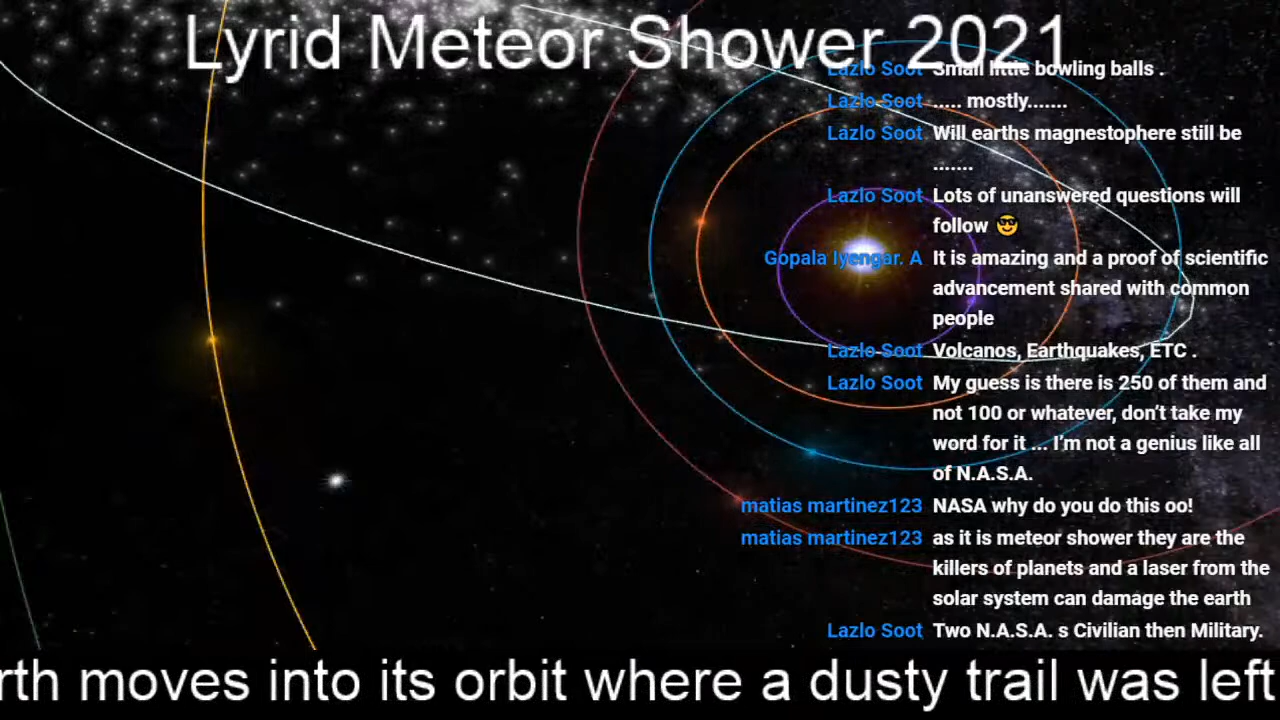 Lyrid Meteor Shower 2021
Lazlo Soot Small little bowling balls .
Lazlo Soot ..... mostly.......
Lazlo Soot Will earths magnestophere still be
.......
Lazlo Soot Lots of unanswered questions will
follow 😎
Gopala Iyengar. A It is amazing and a proof of scientific
advancement shared with common
people
Lazlo Soot Volcanos, Earthquakes, ETC .
Lazlo Soot My guess is there is 250 of them and
not 100 or whatever, don’t take my
word for it ... I’m not a genius like all
of N.A.S.A.
matias martinez123 NASA why do you do this oo!
matias martinez123 as it is meteor shower they are the
killers of planets and a laser from the
solar system can damage the earth
Lazlo Soot Two N.A.S.A. s Civilian then Military.
rth moves into its orbit where a dusty trail was left